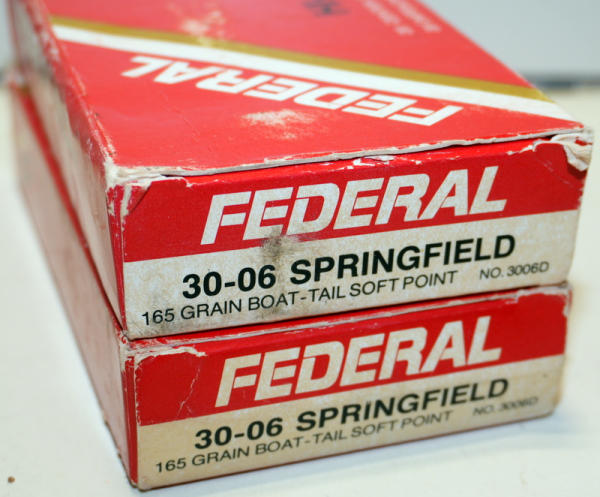 FEDERAL
FEDERAL
30-06 SPRINGFIELD
165 GRAIN BOAT-TAIL SOFT POINT NO. 3006D
FEDERAL
30-06 SPRINGFIELD
165 GRAIN BOAT-TAIL SOFT POINT NO. 3006D